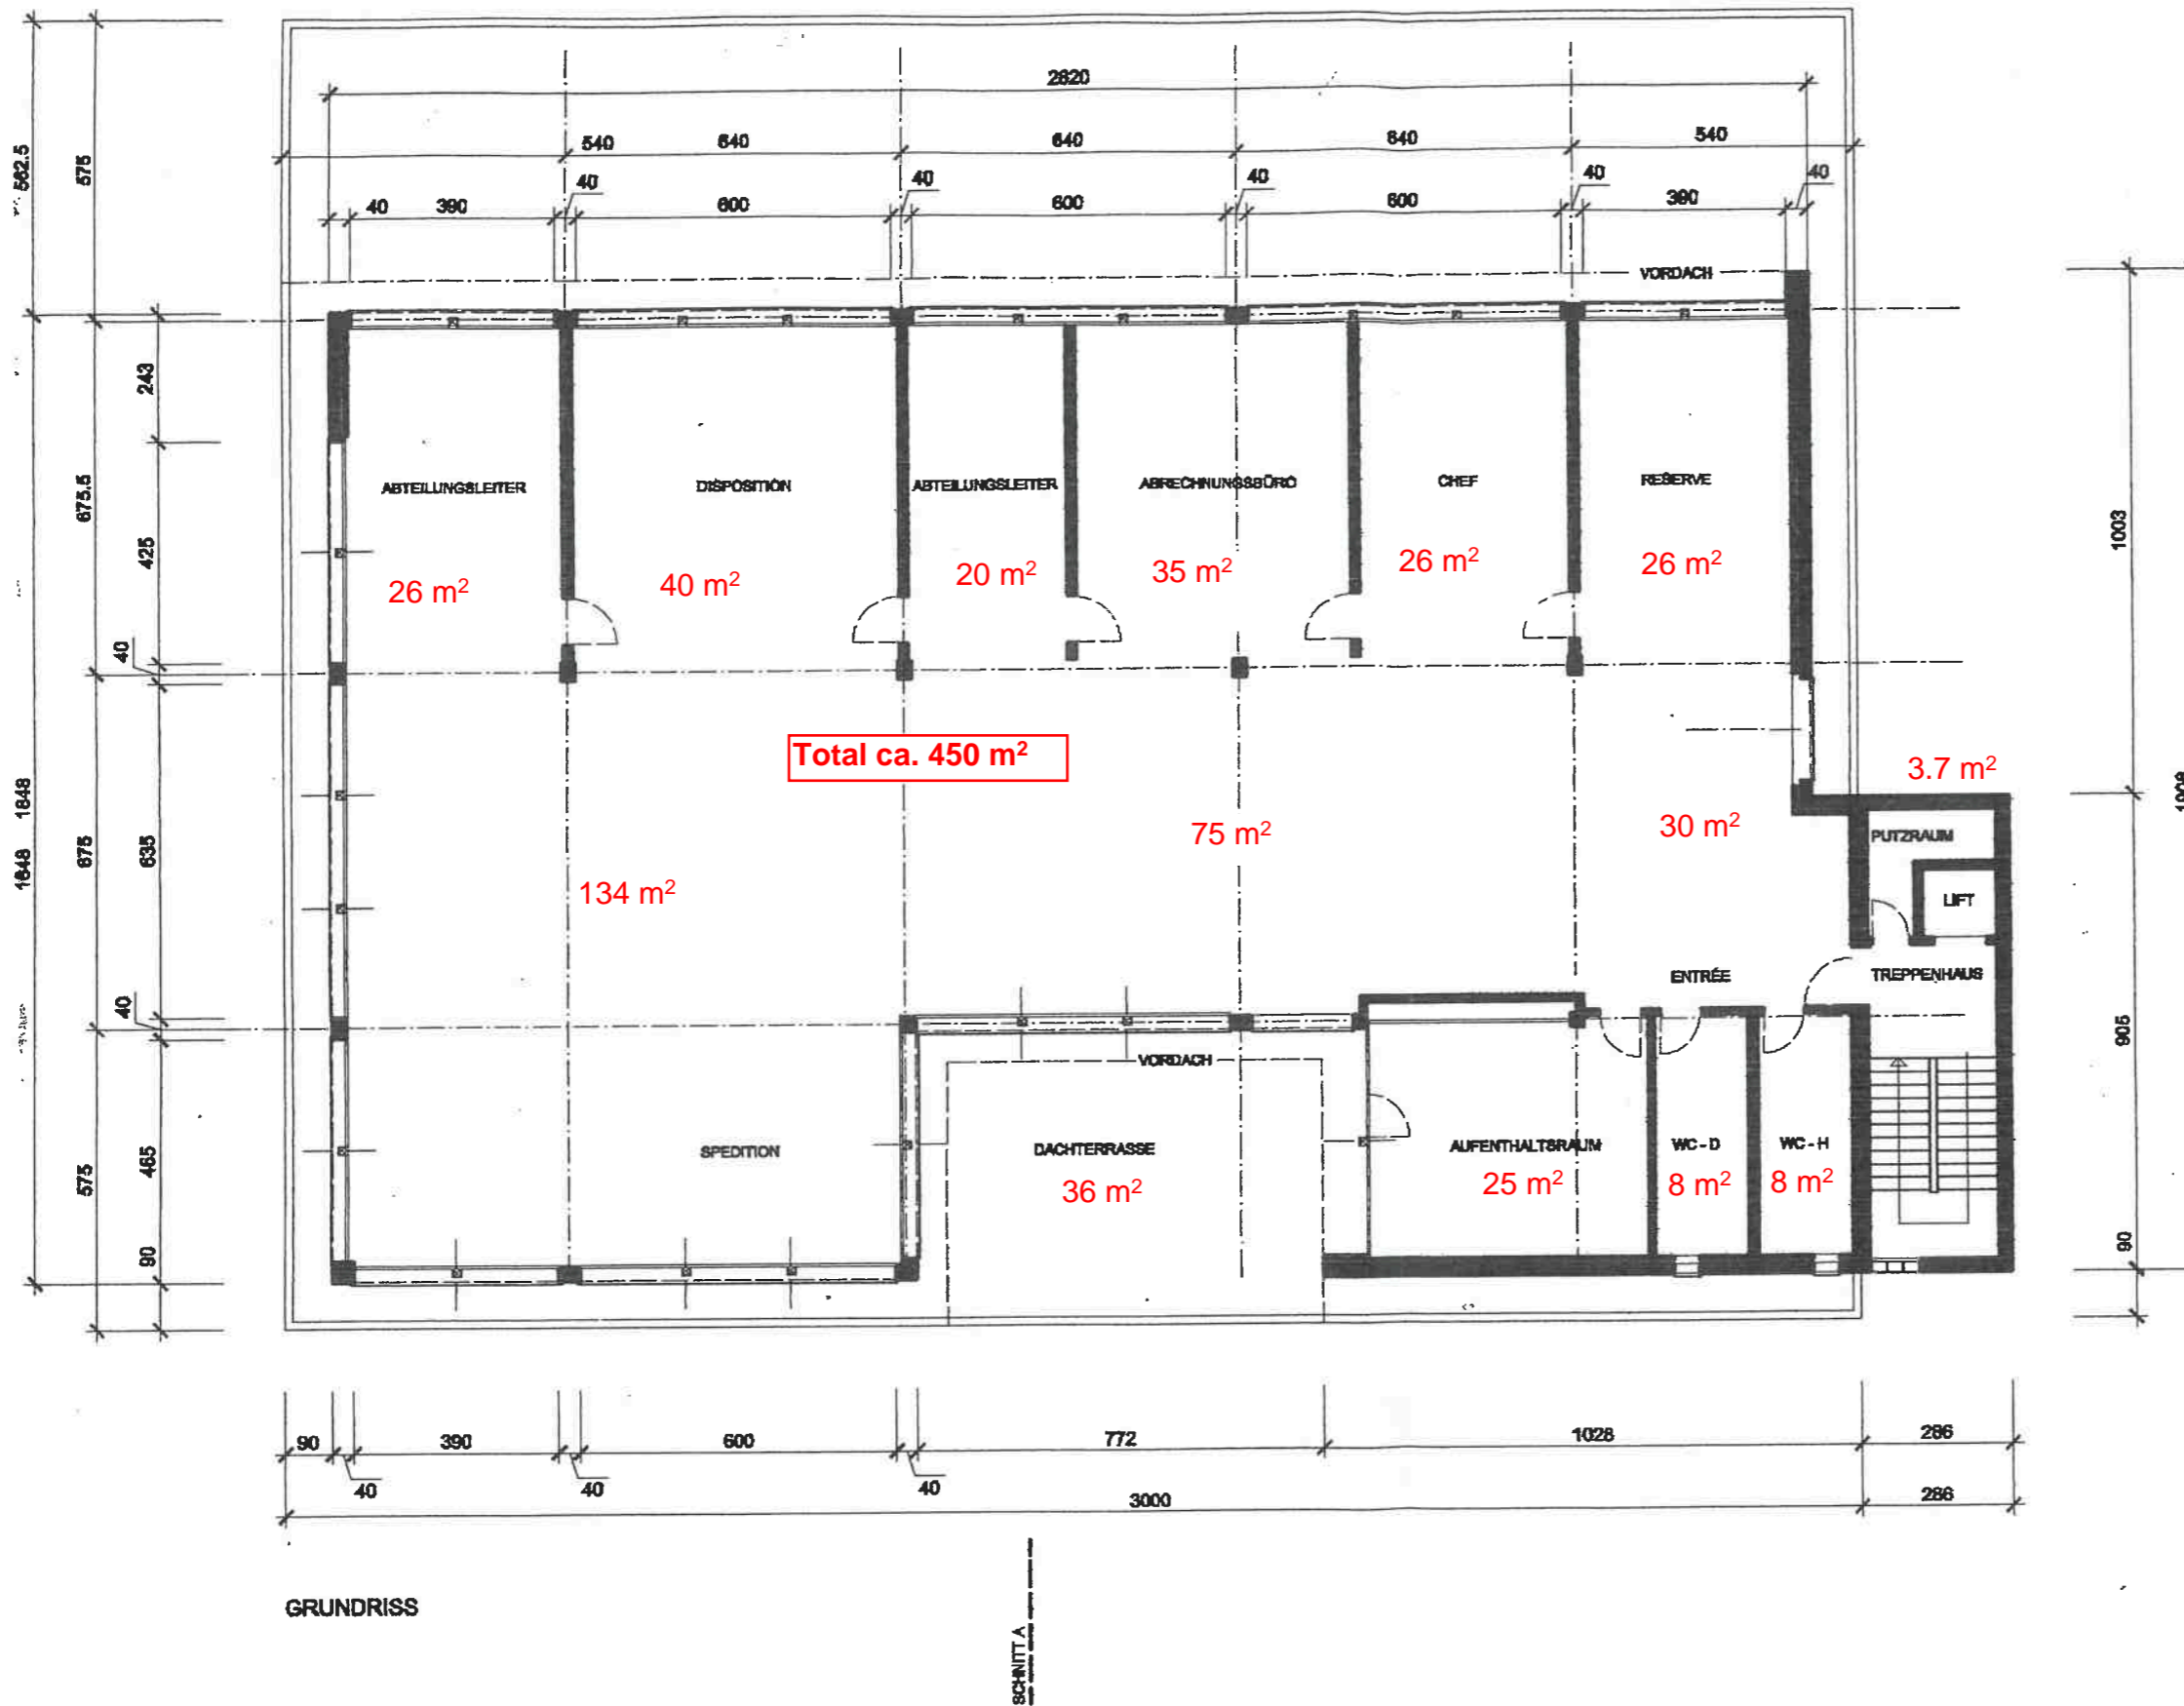 2820
540
640
640
640
540
40
40
40
40
40
40
390
600
600
600
390
VORDACH
562.5
575
243
675.5
425
40
1848
1648
675
635
40
575
465
90
1003
905
90
ABTEILUNGSLEITER
DISPOSITION
ABTEILUNGSLEITER
ABRECHNUNGSBÜRO
CHEF
RESERVE
26 m²
40 m²
20 m²
35 m²
26 m²
26 m²
Total ca. 450 m²
3.7 m²
75 m²
30 m²
PUTZRAUM
134 m²
LIFT
ENTRÉE
TREPPENHAUS
VORDACH
SPEDITION
DACHTERRASSE
AUFENTHALTSRAUM
WC - D
WC - H
36 m²
25 m²
8 m²
8 m²
90
390
600
772
1028
286
40
40
40
3000
286
GRUNDRISS
SCHNITT A